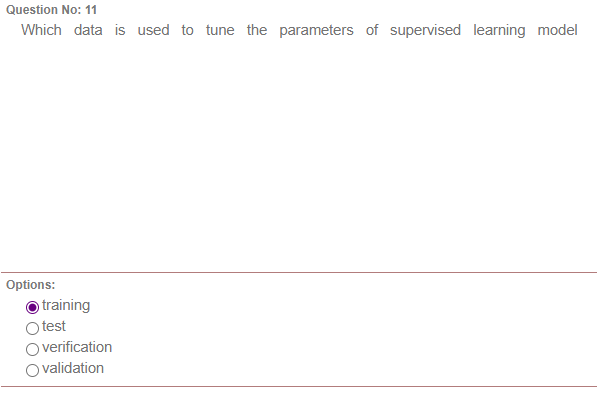 Question No: 11
Which data is used to tune the parameters of supervised learning model
Options:
training
test
verification
validation